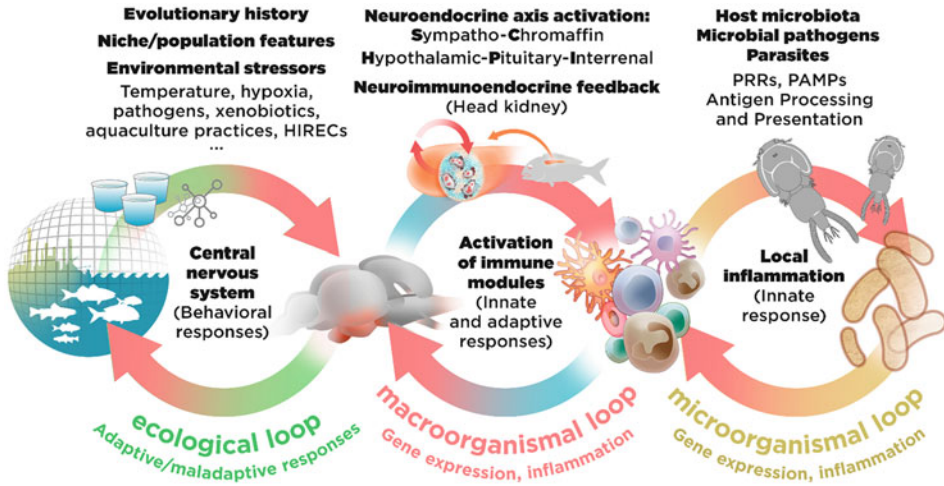 Evolutionary history
Niche/population features
Environmental stressors
Temperature, hypoxia,
pathogens, xenobiotics,
aquaculture practices, HIRECs
...
Neuroendocrine axis activation:
Sympatho-Chromaffin
Hypothalamic-Pituitary-Interrenal
Neuroimmunoendocrine feedback
(Head kidney)
Host microbiota
Microbial pathogens
Parasites
PRRs, PAMPs
Antigen Processing
and Presentation
Central
nervous
system
(Behavioral
responses)
Activation
of immune
modules
(Innate
and adaptive
responses)
Local
inflammation
(Innate
response)
ecological loop
Adaptive/maladaptive responses
macroorganismal loop
Gene expression, inflammation
microorganismal loop
Gene expression, inflammation